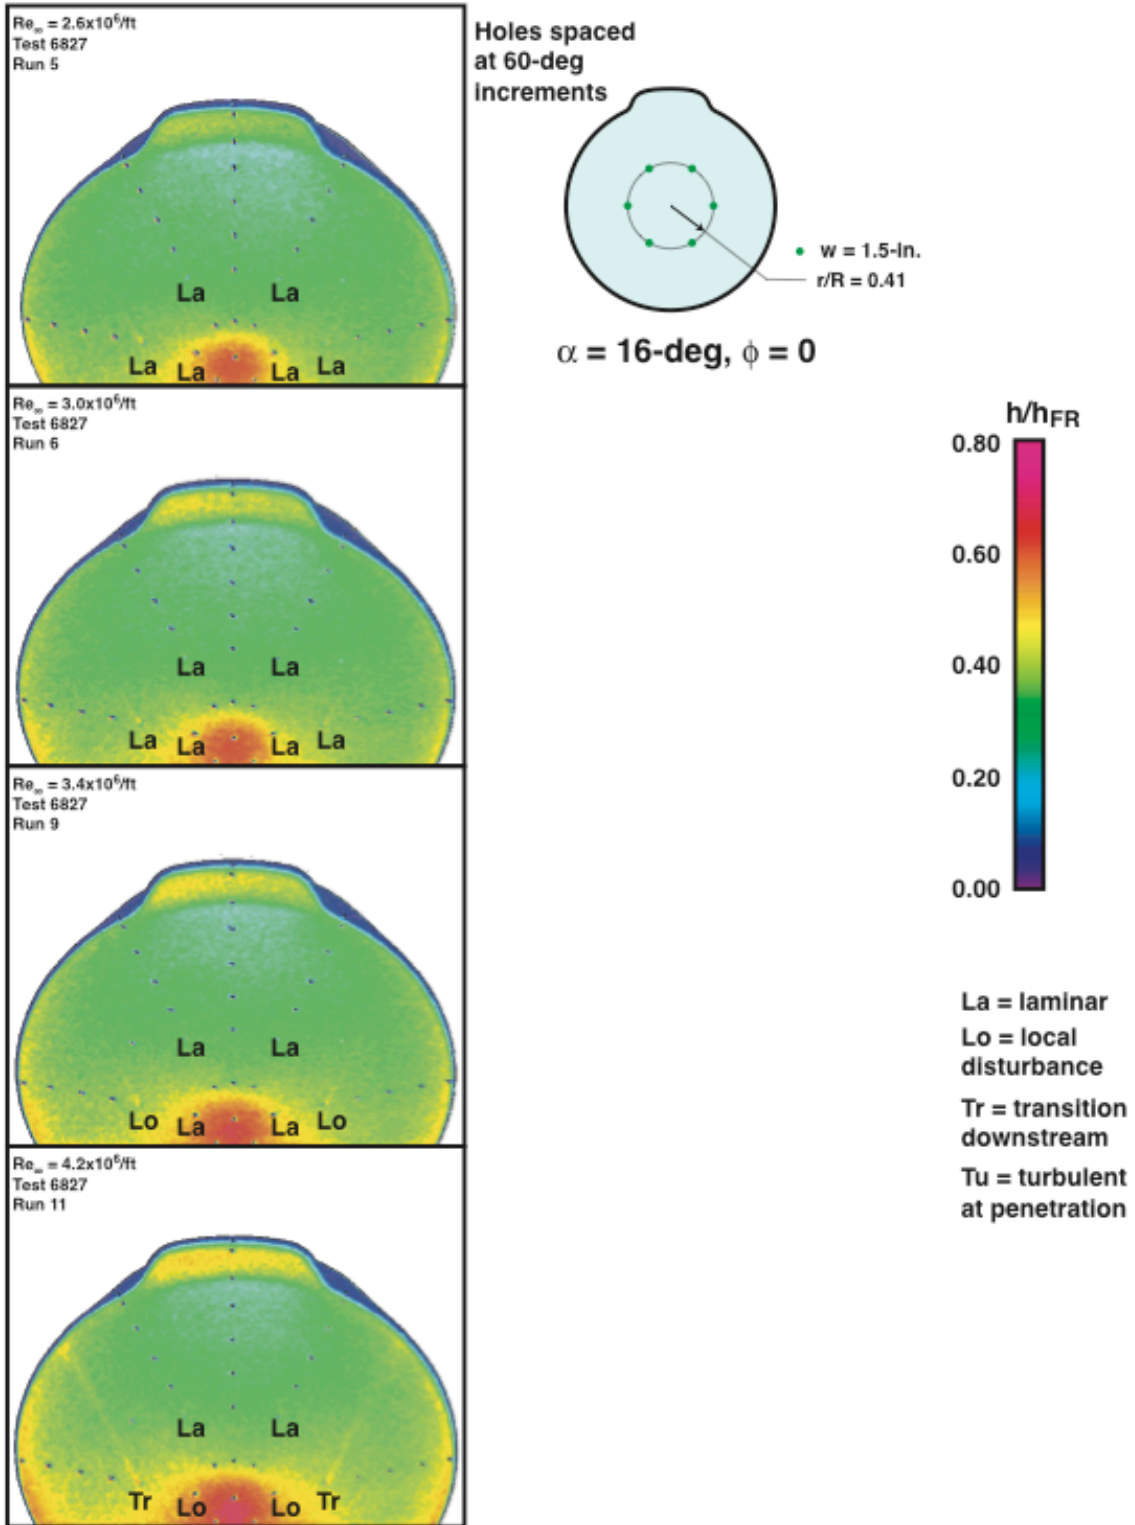 Re∞ = 2.6x10⁶/ft
Test 6827
Run 5
La La
La La La La
Holes spaced
at 60-deg
increments
w = 1.5-in.
r/R = 0.41
α = 16-deg, ϕ = 0
Re∞ = 3.0x10⁶/ft
Test 6827
Run 6
La La
La La La La
Re∞ = 3.4x10⁶/ft
Test 6827
Run 9
La La
Lo La La Lo
Re∞ = 4.2x10⁶/ft
Test 6827
Run 11
La La
Tr Lo Lo Tr
h/hFR
0.80
0.60
0.40
0.20
0.00
La = laminar
Lo = local
disturbance
Tr = transition
downstream
Tu = turbulent
at penetration